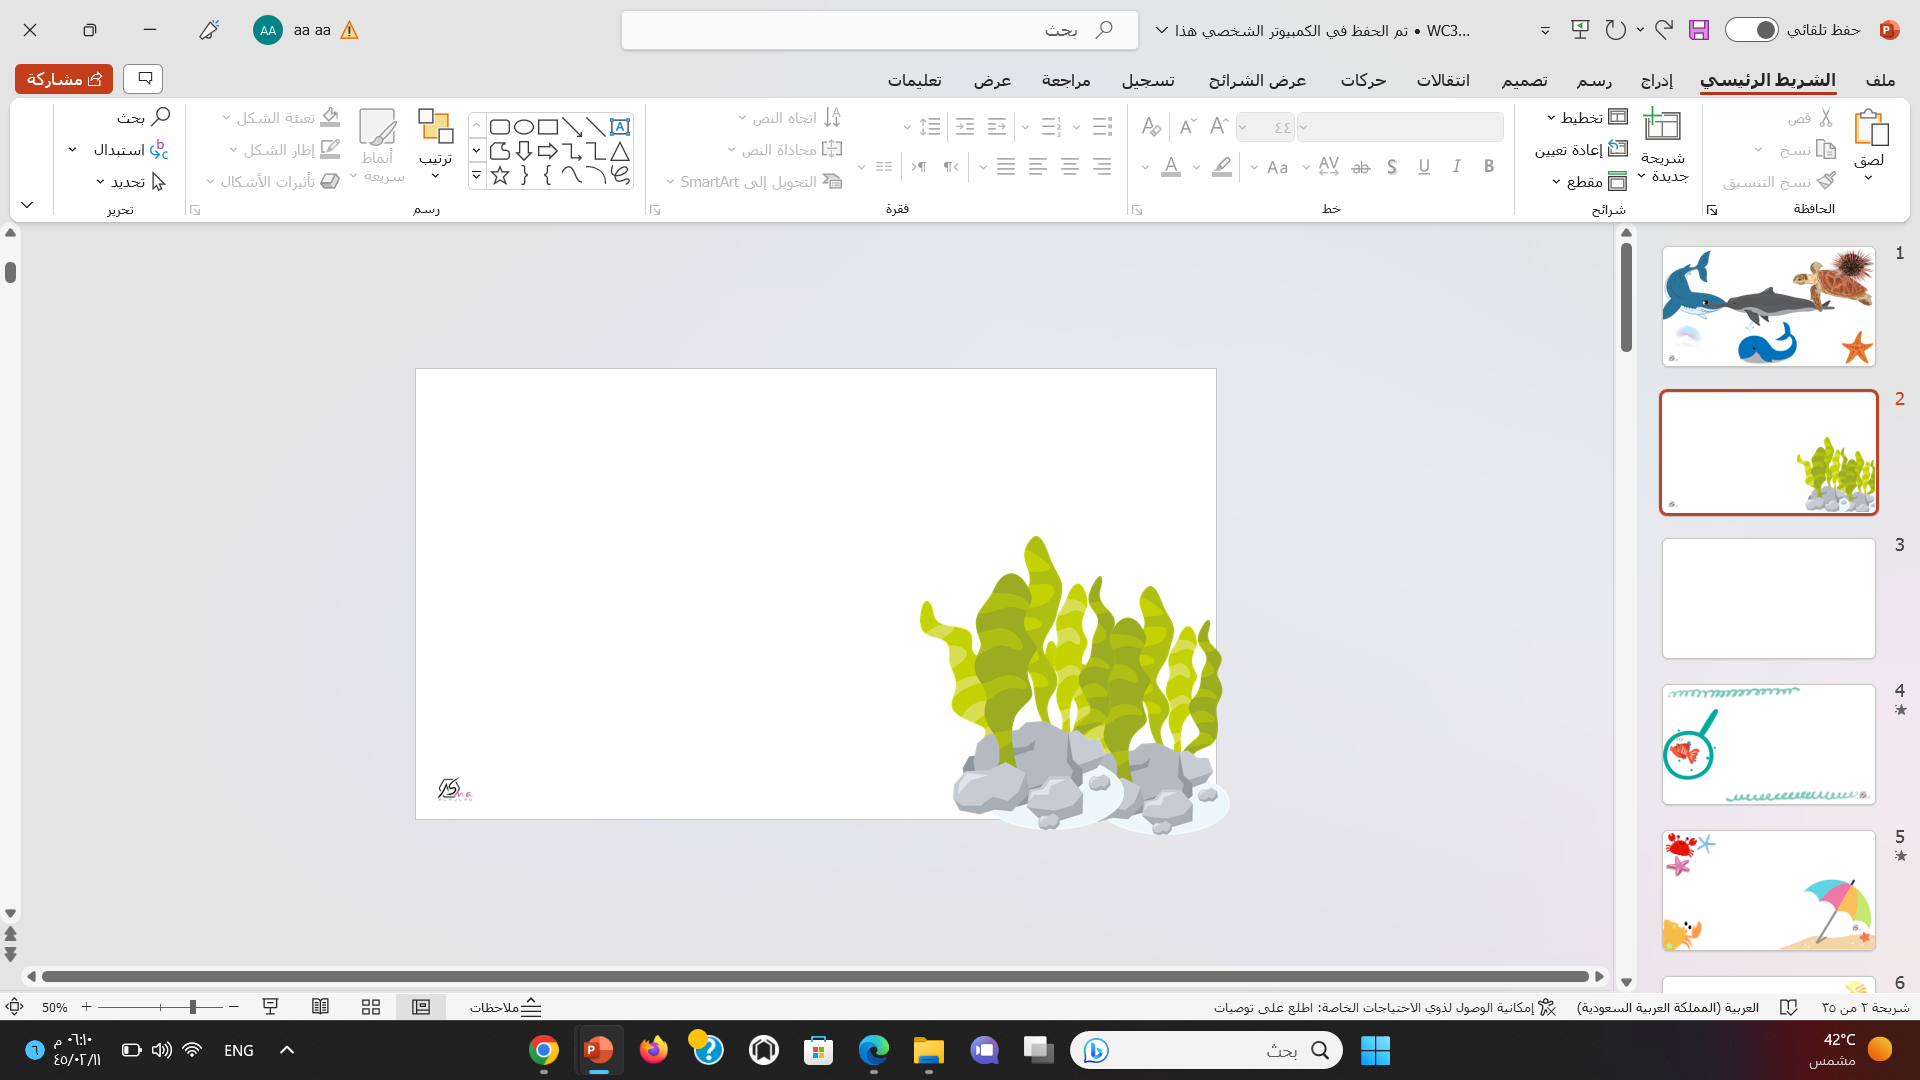 حفظ تلقائي
WC3... • تم الحفظ في الكمبيوتر الشخصي هذا
بحث
aa aa
AA
ملف
الشريط الرئيسي
إدراج
رسم
تصميم
انتقالات
حركات
عرض الشرائح
تسجيل
مراجعة
عرض
تعليمات
مشاركة
لصق
قص
نسخ
نسخ التنسيق
الحافظة
شريحة جديدة
تخطيط
إعادة تعيين
مقطع
شرائح
٤٤
B I U S ab AV Aa A
خط
اتجاه النص
محاذاة النص
التحويل إلى SmartArt
فقرة
ترتيب
أنماط سريعة
تعبئة الشكل
إطار الشكل
تأثيرات الأشكال
رسم
بحث
استبدال
تحديد
تحرير
1
2
3
4
5
6
شريحة ٢ من ٣٥
العربية (المملكة العربية السعودية)
إمكانية الوصول لذوي الاحتياجات الخاصة: اطلع على توصيات
ملاحظات
50%
42°C
مشمس
بحث
ENG
٠٦:١٠ م
٤٥/٠٢/١١
٦